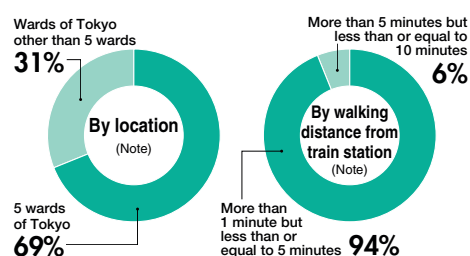 Wards of Tokyo
other than 5 wards
31%
By location
(Note)
5 wards
of Tokyo
69%
More than 5 minutes but
less than or equal to
10 minutes
6%
By walking
distance from
train station
(Note)
More than
1 minute but
less than or
equal to 5 minutes 94%